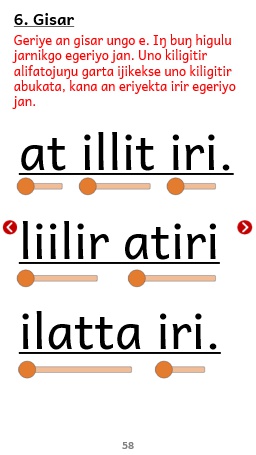 6. Gisar
Geriye an gisar ungo e. Iŋ buŋ higulu
jarnikgo egeriyo jan. Uno kiligitir
alifatojuŋu garta ijikekse uno kiligitir
abukata, kana an eriyekta irir egeriyo
jan.
at illit iri.
liilir atiri
ilatta iri.
58